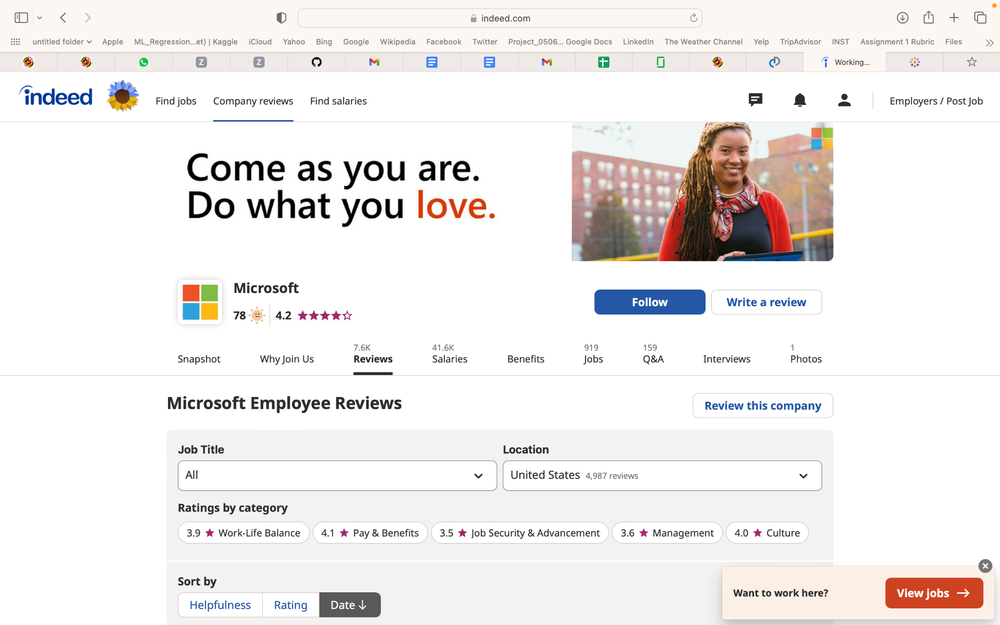 indeed.com
untitled folder Apple ML_Regression...et) | Kaggle iCloud Yahoo Bing Google Wikipedia Facebook Twitter Project_0506... Google Docs LinkedIn The Weather Channel Yelp TripAdvisor INST Assignment 1 Rubric Files
Z Z Working...
indeed Find jobs Company reviews Find salaries Employers / Post Job
Come as you are.
Do what you love.
Microsoft
78 4.2
Follow Write a review
7.6K 41.6K 919 159 1
Snapshot Why Join Us Reviews Salaries Benefits Jobs Q&A Interviews Photos
Microsoft Employee Reviews
Review this company
Job Title Location
All United States 4,987 reviews
Ratings by category
3.9 ★ Work-Life Balance 4.1 ★ Pay & Benefits 3.5 ★ Job Security & Advancement 3.6 ★ Management 4.0 ★ Culture
Sort by
Helpfulness Rating Date ↓
Want to work here? View jobs →